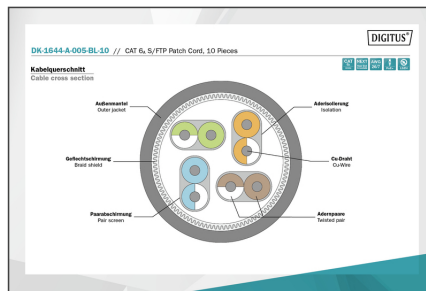 DIGITUS®
DK-1644-A-005-BL-10 // CAT 6A S/FTP Patch Cord, 10 Pieces
Kabelquerschnitt
Cable cross section
Außenmantel
Outer jacket
Aderisolierung
Isolation
Geflechtschirmung
Braid shield
Cu-Draht
Cu-Wire
Paarabschirmung
Pair screen
Adernpaare
Twisted pair